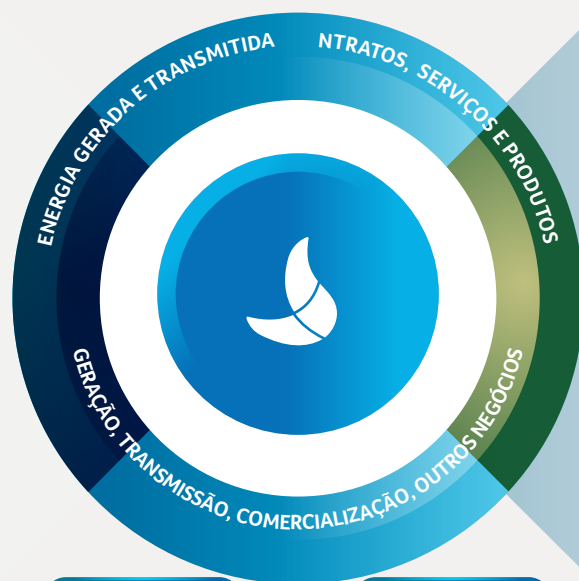 ENERGIA GERADA E TRANSMITIDA
NTRATOS, SERVIÇOS E PRODUTOS
GERAÇÃO, TRANSMISSÃO, COMERCIALIZAÇÃO, OUTROS NEGÓCIOS